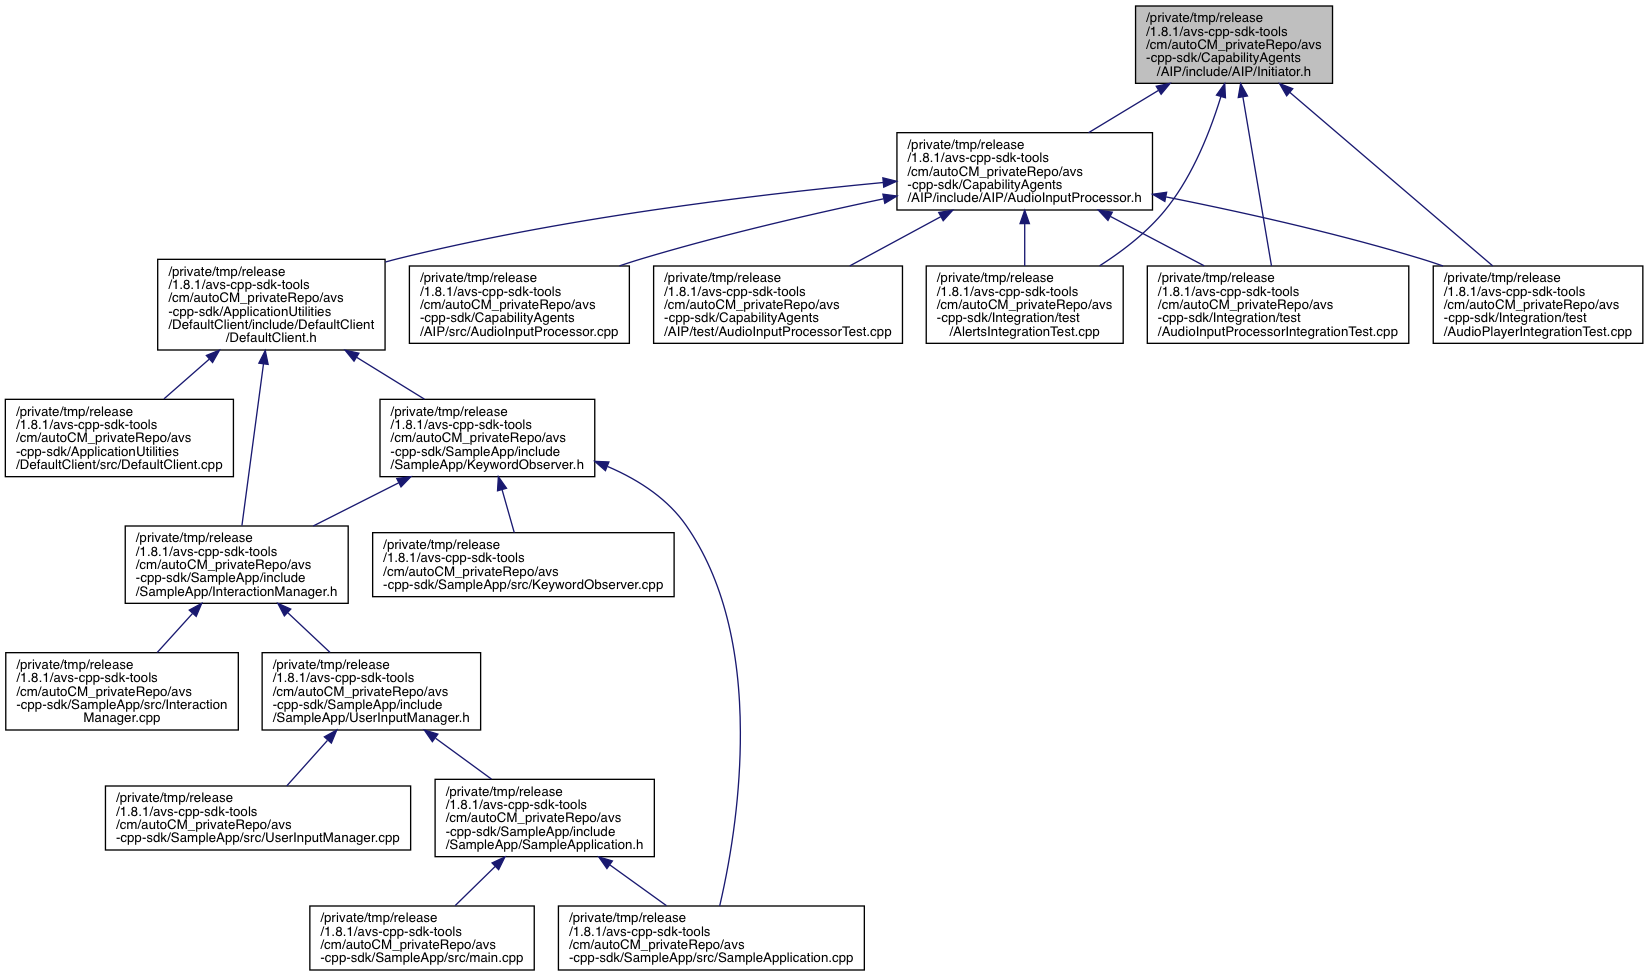 /private/tmp/release
/1.8.1/avs-cpp-sdk-tools
/cm/autoCM_privateRepo/avs
-cpp-sdk/CapabilityAgents
/AIP/include/AIP/Initiator.h
/private/tmp/release
/1.8.1/avs-cpp-sdk-tools
/cm/autoCM_privateRepo/avs
-cpp-sdk/CapabilityAgents
/AIP/include/AIP/AudioInputProcessor.h
/private/tmp/release
/1.8.1/avs-cpp-sdk-tools
/cm/autoCM_privateRepo/avs
-cpp-sdk/ApplicationUtilities
/DefaultClient/include/DefaultClient
/DefaultClient.h
/private/tmp/release
/1.8.1/avs-cpp-sdk-tools
/cm/autoCM_privateRepo/avs
-cpp-sdk/CapabilityAgents
/AIP/src/AudioInputProcessor.cpp
/private/tmp/release
/1.8.1/avs-cpp-sdk-tools
/cm/autoCM_privateRepo/avs
-cpp-sdk/CapabilityAgents
/AIP/test/AudioInputProcessorTest.cpp
/private/tmp/release
/1.8.1/avs-cpp-sdk-tools
/cm/autoCM_privateRepo/avs
-cpp-sdk/Integration/test
/AlertsIntegrationTest.cpp
/private/tmp/release
/1.8.1/avs-cpp-sdk-tools
/cm/autoCM_privateRepo/avs
-cpp-sdk/Integration/test
/AudioInputProcessorIntegrationTest.cpp
/private/tmp/release
/1.8.1/avs-cpp-sdk-tools
/cm/autoCM_privateRepo/avs
-cpp-sdk/Integration/test
/AudioPlayerIntegrationTest.cpp
/private/tmp/release
/1.8.1/avs-cpp-sdk-tools
/cm/autoCM_privateRepo/avs
-cpp-sdk/ApplicationUtilities
/DefaultClient/src/DefaultClient.cpp
/private/tmp/release
/1.8.1/avs-cpp-sdk-tools
/cm/autoCM_privateRepo/avs
-cpp-sdk/SampleApp/include
/SampleApp/KeywordObserver.h
/private/tmp/release
/1.8.1/avs-cpp-sdk-tools
/cm/autoCM_privateRepo/avs
-cpp-sdk/SampleApp/include
/SampleApp/InteractionManager.h
/private/tmp/release
/1.8.1/avs-cpp-sdk-tools
/cm/autoCM_privateRepo/avs
-cpp-sdk/SampleApp/src/KeywordObserver.cpp
/private/tmp/release
/1.8.1/avs-cpp-sdk-tools
/cm/autoCM_privateRepo/avs
-cpp-sdk/SampleApp/src/Interaction
Manager.cpp
/private/tmp/release
/1.8.1/avs-cpp-sdk-tools
/cm/autoCM_privateRepo/avs
-cpp-sdk/SampleApp/include
/SampleApp/UserInputManager.h
/private/tmp/release
/1.8.1/avs-cpp-sdk-tools
/cm/autoCM_privateRepo/avs
-cpp-sdk/SampleApp/src/UserInputManager.cpp
/private/tmp/release
/1.8.1/avs-cpp-sdk-tools
/cm/autoCM_privateRepo/avs
-cpp-sdk/SampleApp/include
/SampleApp/SampleApplication.h
/private/tmp/release
/1.8.1/avs-cpp-sdk-tools
/cm/autoCM_privateRepo/avs
-cpp-sdk/SampleApp/src/main.cpp
/private/tmp/release
/1.8.1/avs-cpp-sdk-tools
/cm/autoCM_privateRepo/avs
-cpp-sdk/SampleApp/src/SampleApplication.cpp